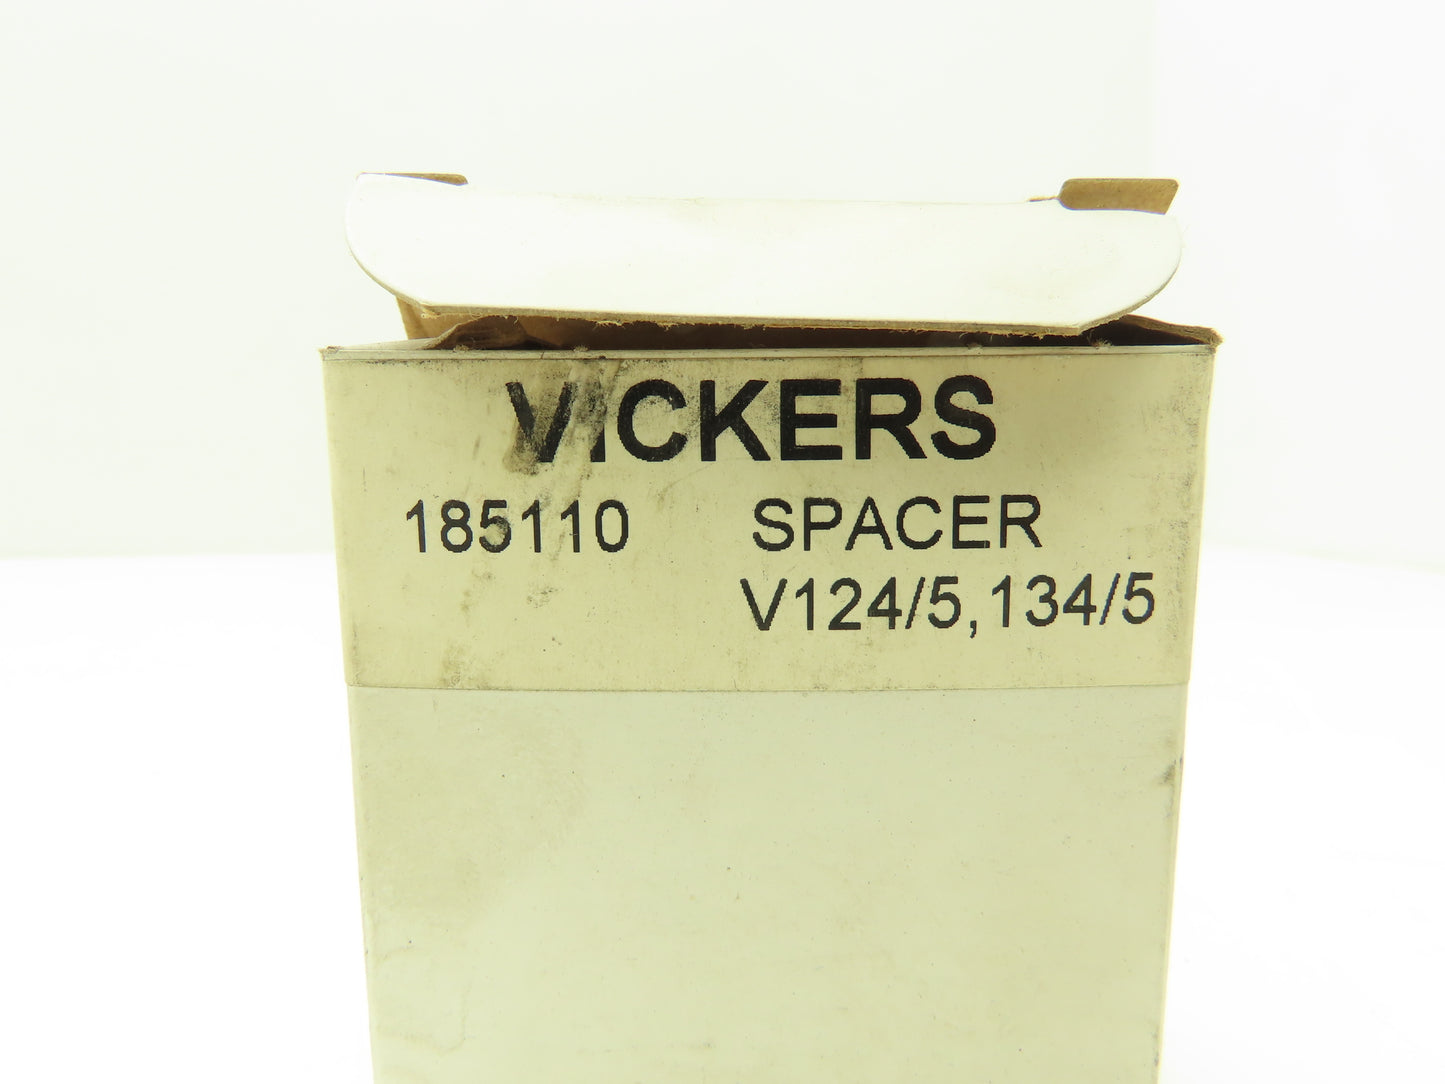 VICKERS
185110 SPACER
V124/5, 134/5